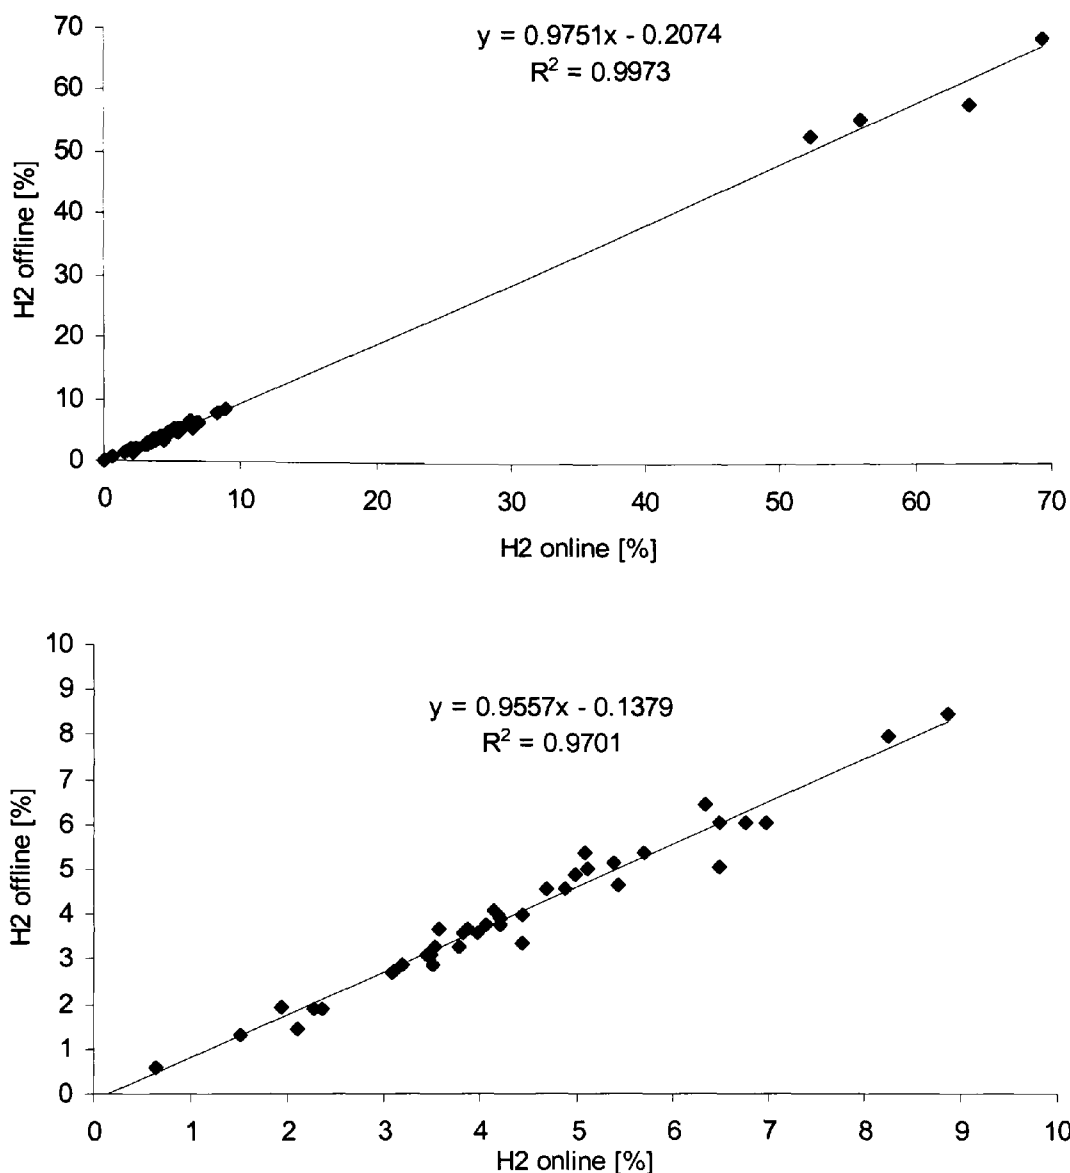 y = 0.9751x - 0.2074
R² = 0.9973
70
60
50
40
30
20
10
0
H2 offline [%]
0 10 20 30 40 50 60 70
H2 online [%]
y = 0.9557x - 0.1379
R² = 0.9701
10
9
8
7
6
5
4
3
2
1
0
H2 offline [%]
0 1 2 3 4 5 6 7 8 9 10
H2 online [%]